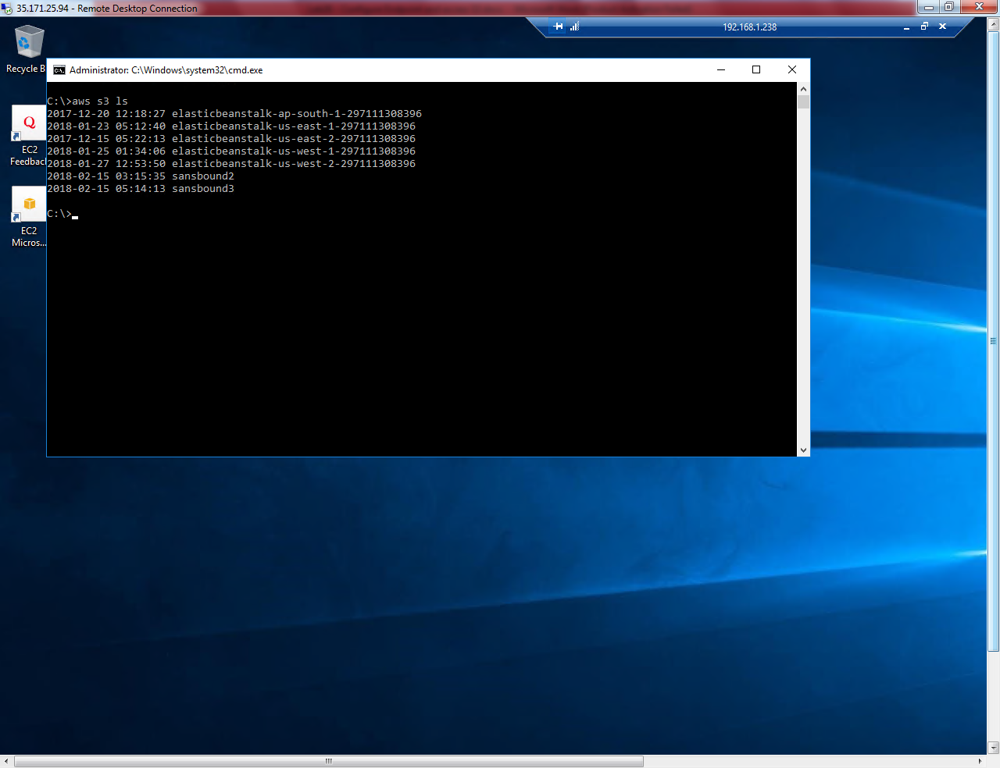 35.171.25.94 - Remote Desktop Connection
192.168.1.238
Recycle B
Administrator: C:\Windows\system32\cmd.exe
C:\>aws s3 ls
2017-12-20 12:18:27 elasticbeanstalk-ap-south-1-297111308396
2018-01-23 05:12:40 elasticbeanstalk-us-east-1-297111308396
2017-12-15 05:22:13 elasticbeanstalk-us-east-2-297111308396
2018-01-25 01:34:06 elasticbeanstalk-us-west-1-297111308396
2018-01-27 12:53:50 elasticbeanstalk-us-west-2-297111308396
2018-02-15 03:15:35 sansbound2
2018-02-15 05:14:13 sansbound3
C:\>
Q
EC2
Feedbac
EC2
Micros...